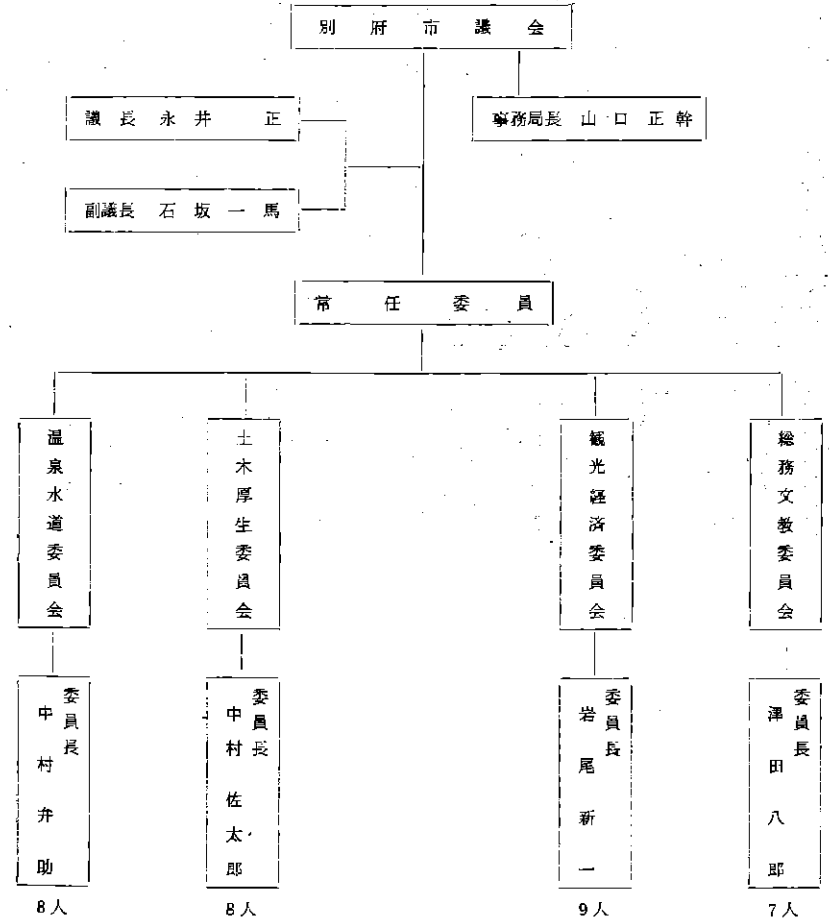 別府市議会
議長 永井 正
事務局長 山口正幹
副議長 石坂一馬
常任委員
総務文教委員会
観光経済委員会
土木厚生委員会
温泉水道委員会
委員長
澤田八郎
委員長
岩尾新一
委員長
中村佐太郎
委員長
中村弁助
8人
8人
9人
7人